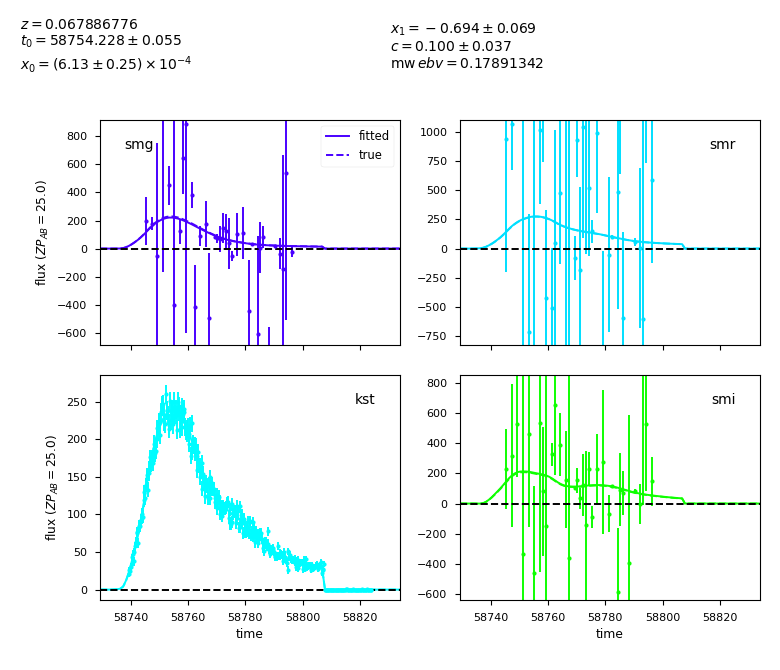 z = 0.067886776
t₀ = 58754.228 ± 0.055
x₀ = (6.13 ± 0.25) × 10⁻⁴
x₁ = −0.694 ± 0.069
c = 0.100 ± 0.037
mw ebv = 0.17891342
smg
fitted
true
800
600
400
200
0
−200
−400
−600
flux (ZP_AB = 25.0)
smr
1000
750
500
250
0
−250
−500
−750
kst
250
200
150
100
50
0
flux (ZP_AB = 25.0)
58740 58760 58780 58800 58820
time
smi
800
600
400
200
0
−200
−400
−600
58740 58760 58780 58800 58820
time